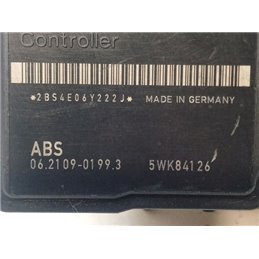 Controller
*2BS4E06Y222J* MADE IN GERMANY
ABS
06.2109-0199.3 5WK84126